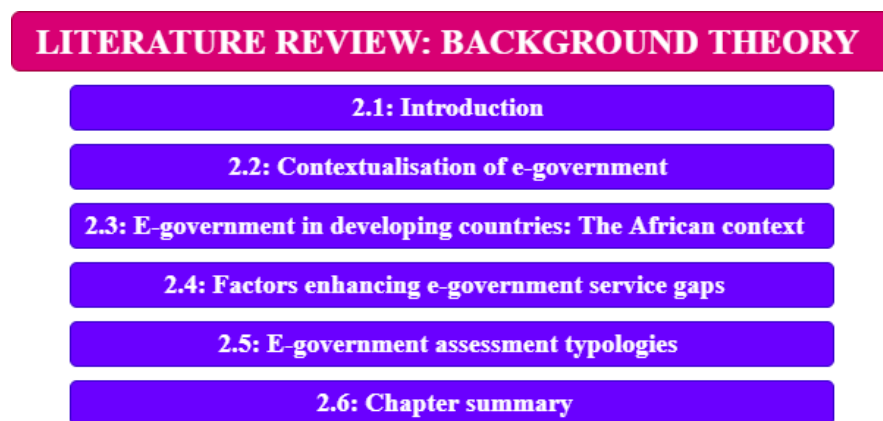 LITERATURE REVIEW: BACKGROUND THEORY
2.1: Introduction
2.2: Contextualisation of e-government
2.3: E-government in developing countries: The African context
2.4: Factors enhancing e-government service gaps
2.5: E-government assessment typologies
2.6: Chapter summary